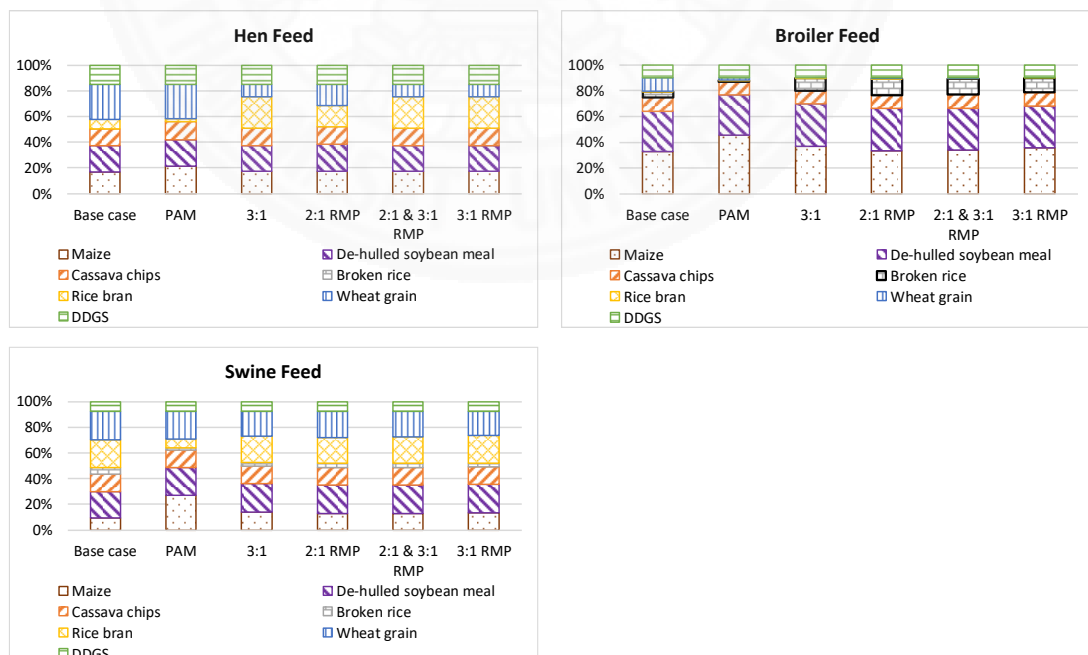 Hen Feed
100%
80%
60%
40%
20%
0%
Base case PAM 3:1 2:1 RMP 2:1 & 3:1 RMP 3:1 RMP
Maize De-hulled soybean meal
Cassava chips Broken rice
Rice bran Wheat grain
DDGS
Broiler Feed
100%
80%
60%
40%
20%
0%
Base case PAM 3:1 2:1 RMP 2:1 & 3:1 RMP 3:1 RMP
Maize De-hulled soybean meal
Cassava chips Broken rice
Rice bran Wheat grain
DDGS
Swine Feed
100%
80%
60%
40%
20%
0%
Base case PAM 3:1 2:1 RMP 2:1 & 3:1 RMP 3:1 RMP
Maize De-hulled soybean meal
Cassava chips Broken rice
Rice bran Wheat grain
DDGS